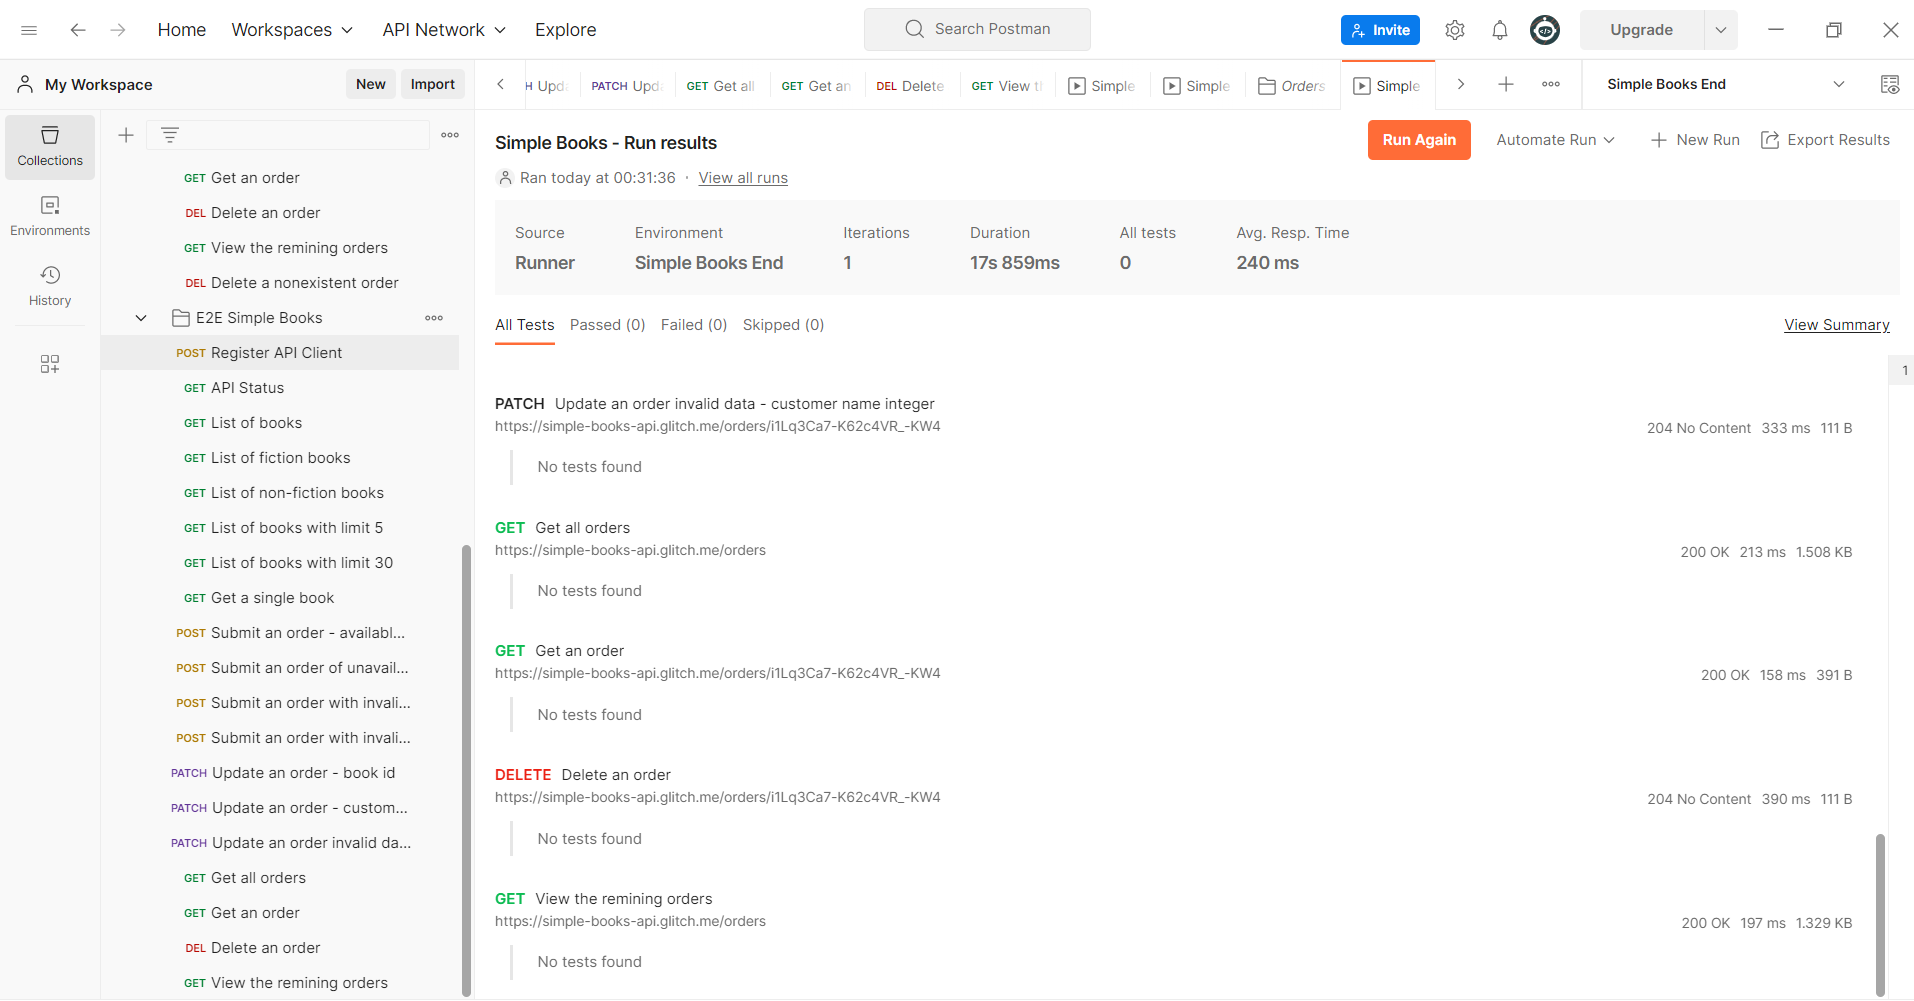 Home Workspaces API Network Explore Search Postman Invite Upgrade
My Workspace New Import
H Upda PATCH Upda GET Get all GET Get an DEL Delete GET View th Simple Simple Orders Simple Simple Books End
Collections
Environments
History
GET Get an order
DEL Delete an order
GET View the remining orders
DEL Delete a nonexistent order
E2E Simple Books
POST Register API Client
GET API Status
GET List of books
GET List of fiction books
GET List of non-fiction books
GET List of books with limit 5
GET List of books with limit 30
GET Get a single book
POST Submit an order - availabl...
POST Submit an order of unavail...
POST Submit an order with invali...
POST Submit an order with invali...
PATCH Update an order - book id
PATCH Update an order - custom...
PATCH Update an order invalid da...
GET Get all orders
GET Get an order
DEL Delete an order
GET View the remining orders
Simple Books - Run results
Run Again Automate Run New Run Export Results
Ran today at 00:31:36 · View all runs
Source Environment Iterations Duration All tests Avg. Resp. Time
Runner Simple Books End 1 17s 859ms 0 240 ms
All Tests Passed (0) Failed (0) Skipped (0) View Summary
1
PATCH Update an order invalid data - customer name integer
https://simple-books-api.glitch.me/orders/i1Lq3Ca7-K62c4VR_-KW4
204 No Content 333 ms 111 B
No tests found
GET Get all orders
https://simple-books-api.glitch.me/orders
200 OK 213 ms 1.508 KB
No tests found
GET Get an order
https://simple-books-api.glitch.me/orders/i1Lq3Ca7-K62c4VR_-KW4
200 OK 158 ms 391 B
No tests found
DELETE Delete an order
https://simple-books-api.glitch.me/orders/i1Lq3Ca7-K62c4VR_-KW4
204 No Content 390 ms 111 B
No tests found
GET View the remining orders
https://simple-books-api.glitch.me/orders
200 OK 197 ms 1.329 KB
No tests found